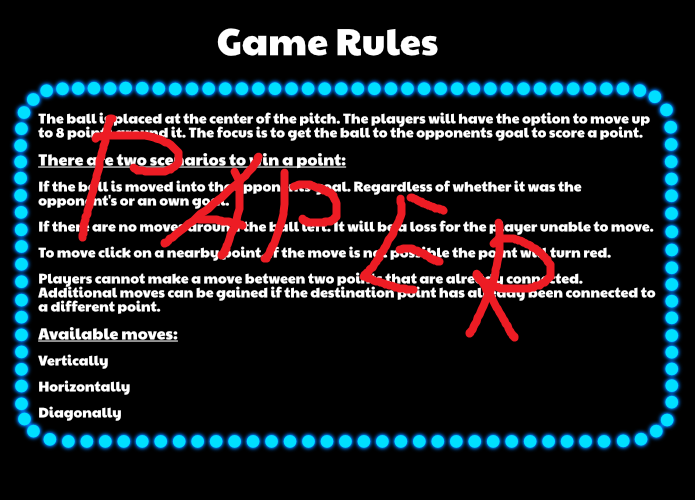 Game Rules
The ball is placed at the center of the pitch. The players will have the option to move up
to 8 points around it. The focus is to get the ball to the opponents goal to score a point.
There are two scenarios to win a point:
If the ball is moved into the opponents goal. Regardless of whether it was the
opponent's or an own goal.
If there are no moves around the ball left. It will be a loss for the player unable to move.
To move click on a nearby point. If the move is not possible the point will turn red.
Players cannot make a move between two points that are already connected.
Additional moves can be gained if the destination point has already been connected to
a different point.
Available moves:
Vertically
Horizontally
Diagonally
PAPER